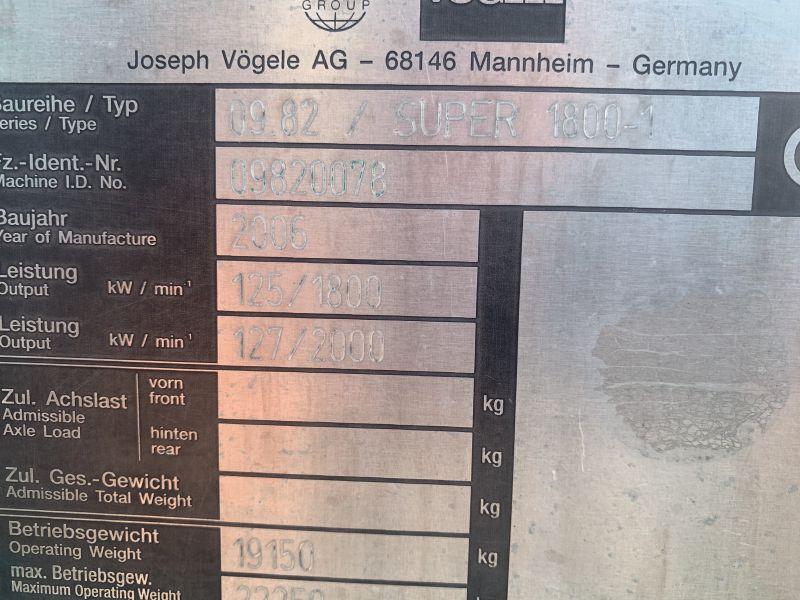 GROUP
Joseph Vögele AG – 68146 Mannheim – Germany
Baureihe / Typ
Series / Type
09.82 / SUPER 1800-1
Fz.-Ident.-Nr.
Machine I.D. No.
09820078
Baujahr
Year of Manufacture
2006
Leistung
Output kW / min⁻¹
125/1800
Leistung
Output kW / min⁻¹
127/2000
Zul. Achslast
Admissible
Axle Load
vorn
front
kg
hinten
rear
kg
Zul. Ges.-Gewicht
Admissible Total Weight
kg
Betriebsgewicht
Operating Weight
19150
kg
max. Betriebsgew.
Maximum Operating Weight